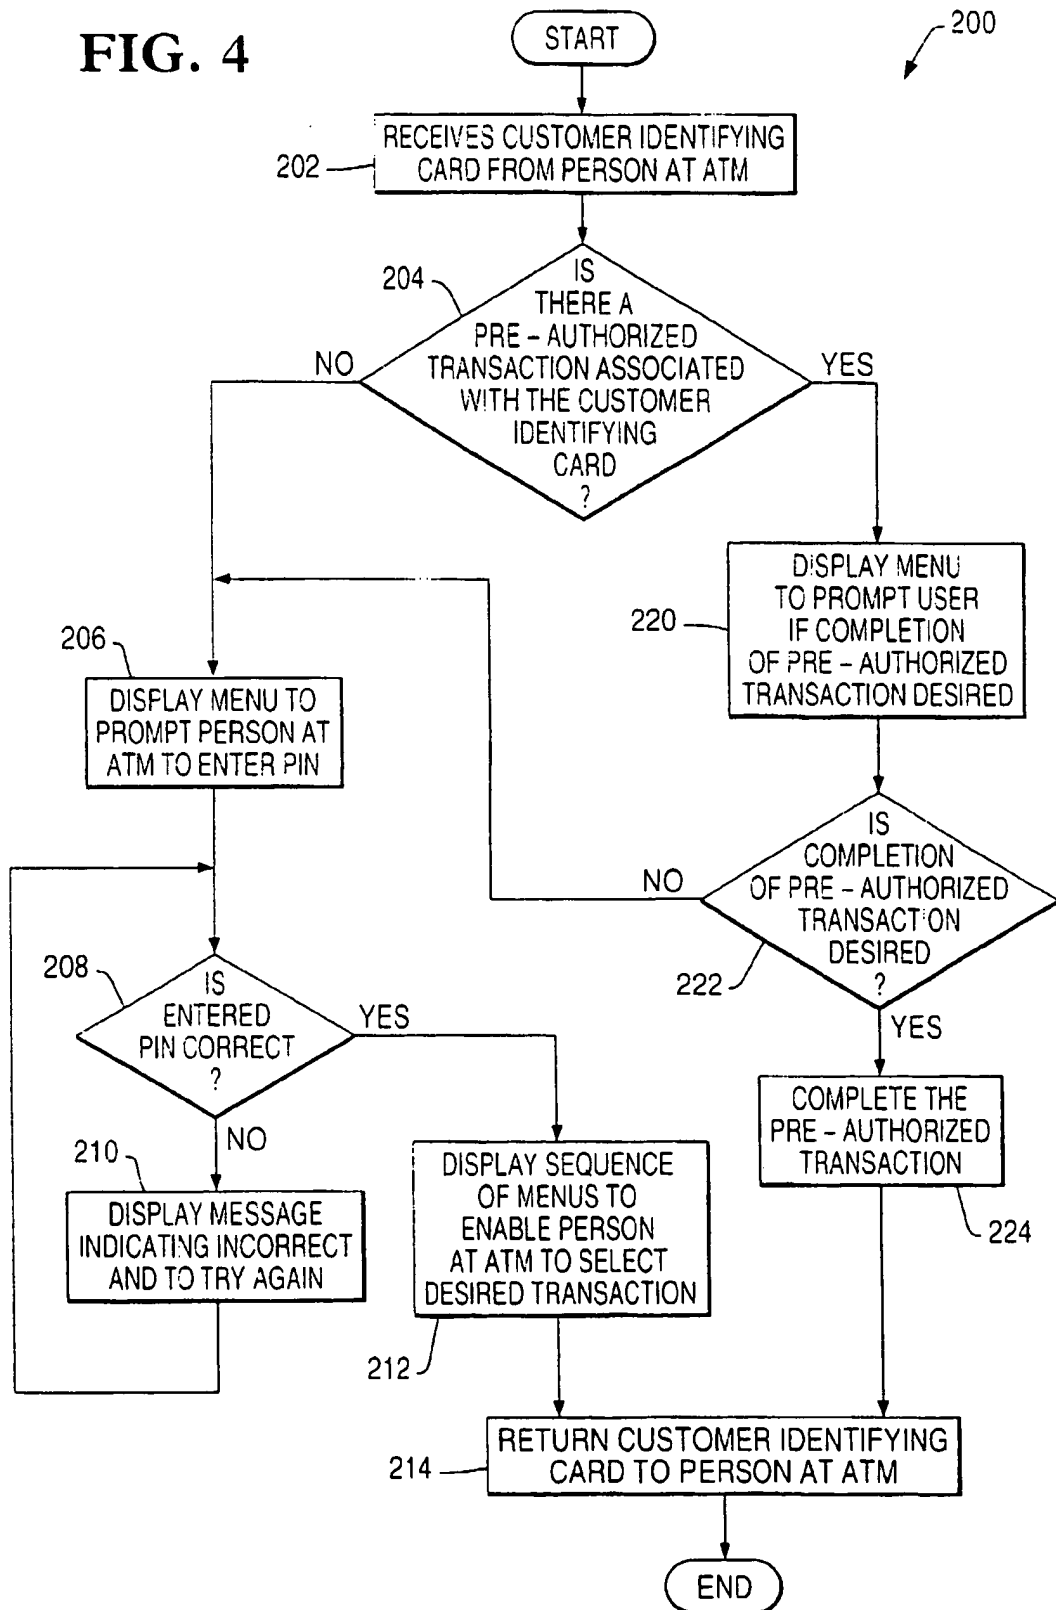 FIG. 4
START
200
RECEIVES CUSTOMER IDENTIFYING
CARD FROM PERSON AT ATM
202
IS
THERE A
PRE – AUTHORIZED
TRANSACTION ASSOCIATED
WITH THE CUSTOMER
IDENTIFYING
CARD
?
204
NO
YES
DISPLAY MENU
TO PROMPT USER
IF COMPLETION
OF PRE – AUTHORIZED
TRANSACTION DESIRED
220
206
DISPLAY MENU TO
PROMPT PERSON AT
ATM TO ENTER PIN
IS
COMPLETION
OF PRE – AUTHORIZED
TRANSACTION
DESIRED
?
NO
222
YES
208
IS
ENTERED
PIN CORRECT
?
YES
NO
COMPLETE THE
PRE – AUTHORIZED
TRANSACTION
224
210
DISPLAY MESSAGE
INDICATING INCORRECT
AND TO TRY AGAIN
DISPLAY SEQUENCE
OF MENUS TO
ENABLE PERSON
AT ATM TO SELECT
DESIRED TRANSACTION
212
RETURN CUSTOMER IDENTIFYING
CARD TO PERSON AT ATM
214
END